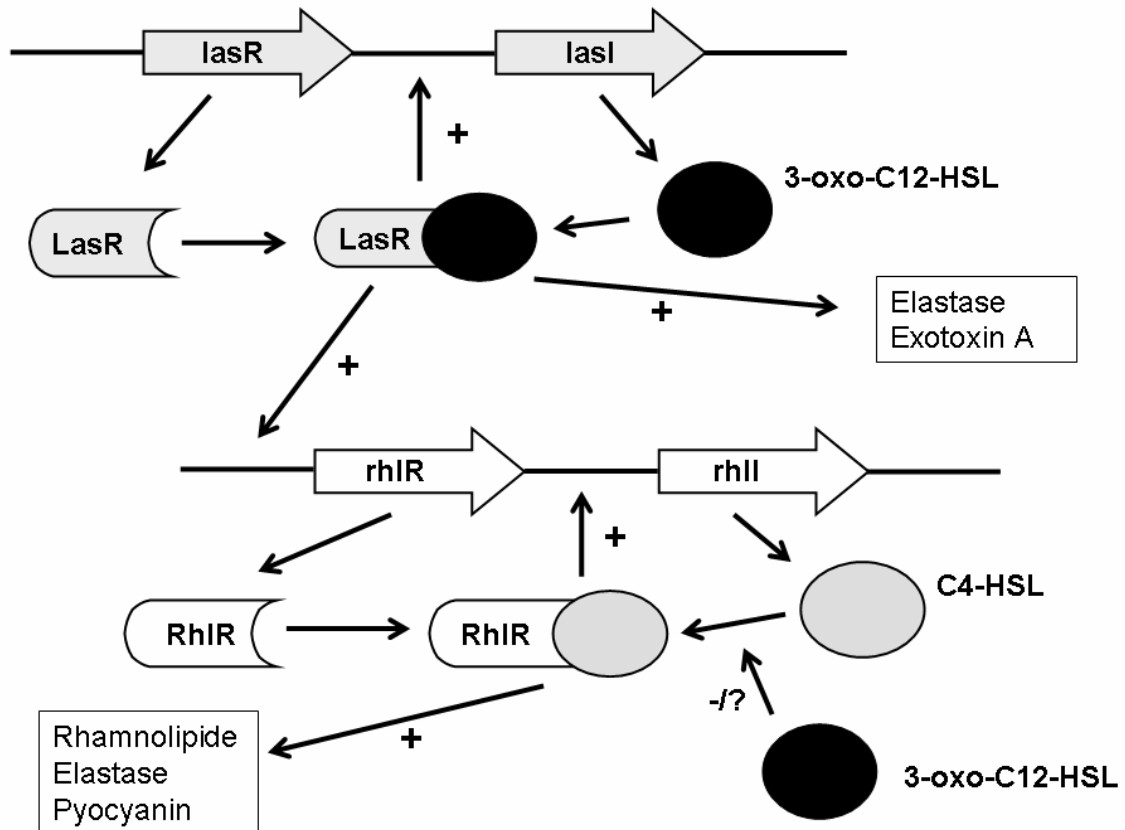 lasR
lasI
+
3-oxo-C12-HSL
LasR
LasR
+
Elastase
Exotoxin A
+
rhlR
rhlI
+
C4-HSL
RhlR
RhlR
-/?
+
Rhamnolipide
Elastase
Pyocyanin
3-oxo-C12-HSL